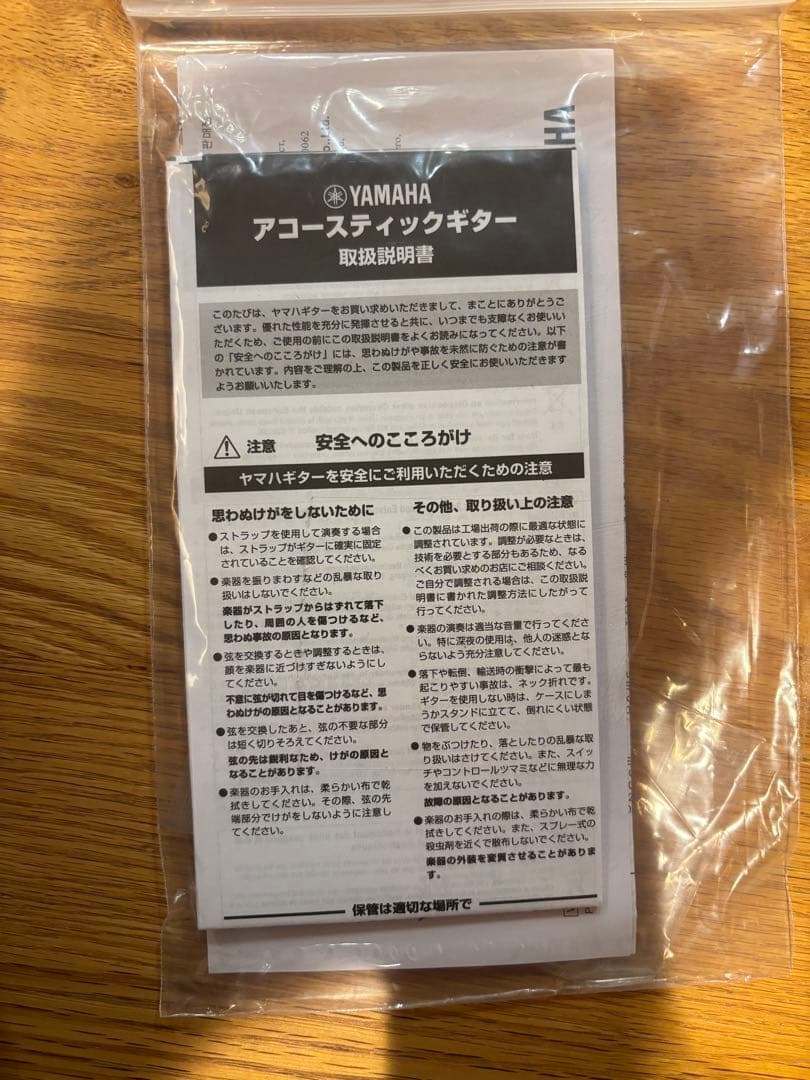 YAMAHA
アコースティックギター
取扱説明書
このたびは、ヤマハギターをお買い求めいただきまして、まことにありがとうご
ざいます。優れた性能を充分に発揮させると共に、いつまでも支障なくお使いい
ただくため、ご使用の前にこの取扱説明書をよくお読みになってください。以下
の「安全へのこころがけ」には、思わぬけがや事故を未然に防ぐための注意が書
かれています。内容をご理解の上、この製品を正しく安全にお使いいただきます
ようお願いいたします。
注意 安全へのこころがけ
ヤマハギターを安全にご利用いただくための注意
思わぬけがをしないために
●ストラップを使用して演奏する場合
は、ストラップがギターに確実に固定
されていることを確認してください。
●楽器を振りまわすなどの乱暴な取り
扱いはしないでください。
楽器がストラップからはずれて落下
したり、周囲の人を傷つけるなど、
思わぬ事故の原因となります。
●弦を交換するときや調整するときは、
顔を楽器に近づけすぎないようにし
てください。
不意に弦が切れて目を傷つけるなど、思
わぬけがの原因となることがあります。
●弦を交換したあと、弦の不要な部分
は短く切りそろえてください。
弦の先は鋭利なため、けがの原因と
なることがあります。
●楽器のお手入れは、柔らかい布で乾
拭きしてください。その際、弦の先
端部分でけがをしないように注意し
てください。
その他、取り扱い上の注意
●この製品は工場出荷の際に最適な状態に
調整されています。調整が必要なときは、
技術を必要とする部分もあるため、なる
べくお買い求めのお店にご相談ください。
ご自分で調整される場合は、この取扱説
明書に書かれた調整方法にしたがって
行ってください。
●楽器の演奏は適当な音量で行ってくださ
い。特に深夜の使用は、他人の迷惑とな
らないよう充分注意してください。
●落下や転倒、輸送時の衝撃によって最も
起こりやすい事故は、ネック折れです。
ギターを使用しない時は、ケースにしま
うかスタンドに立てて、倒れにくい状態
で保管してください。
●物をぶつけたり、落としたりの乱暴な取
り扱いはさけてください。また、スイッ
チやコントロールツマミなどに無理な力
を加えないでください。
故障の原因となることがあります。
●楽器のお手入れの際は、柔らかい布で乾
拭きしてください。また、スプレー式の
殺虫剤を近くで散布しないでください。
楽器の外装を変質させることがありま
す。
保管は適切な場所で